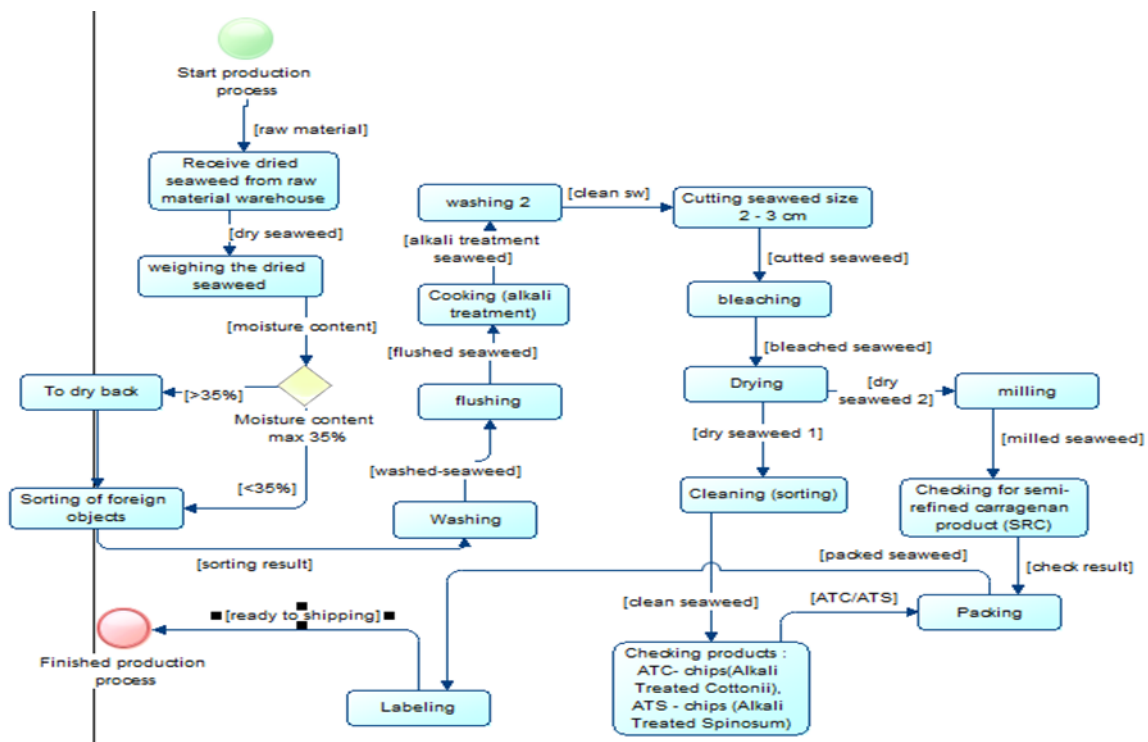 Start production
process
[raw material]
Receive dried
seaweed from raw
material warehouse
[dry seaweed]
weighing the dried
seaweed
[moisture content]
Moisture content
max 35%
[>35%]
To dry back
[<35%]
Sorting of foreign
objects
[sorting result]
Washing
[washed-seaweed]
flushing
[flushed seaweed]
Cooking (alkali
treatment)
[alkali treatment
seaweed]
washing 2
[clean sw]
Cutting seaweed size
2 - 3 cm
[cutted seaweed]
bleaching
[bleached seaweed]
Drying
[dry
seaweed 2]
milling
[dry seaweed 1]
[milled seaweed]
Cleaning (sorting)
Checking for semi-
refined carragenan
product (SRC)
[check result]
[clean seaweed]
Checking products :
ATC- chips(Alkali
Treated Cottonii),
ATS - chips (Alkali
Treated Spinosum)
[ATC/ATS]
Packing
[packed seaweed]
Labeling
[ready to shipping]
Finished production
process